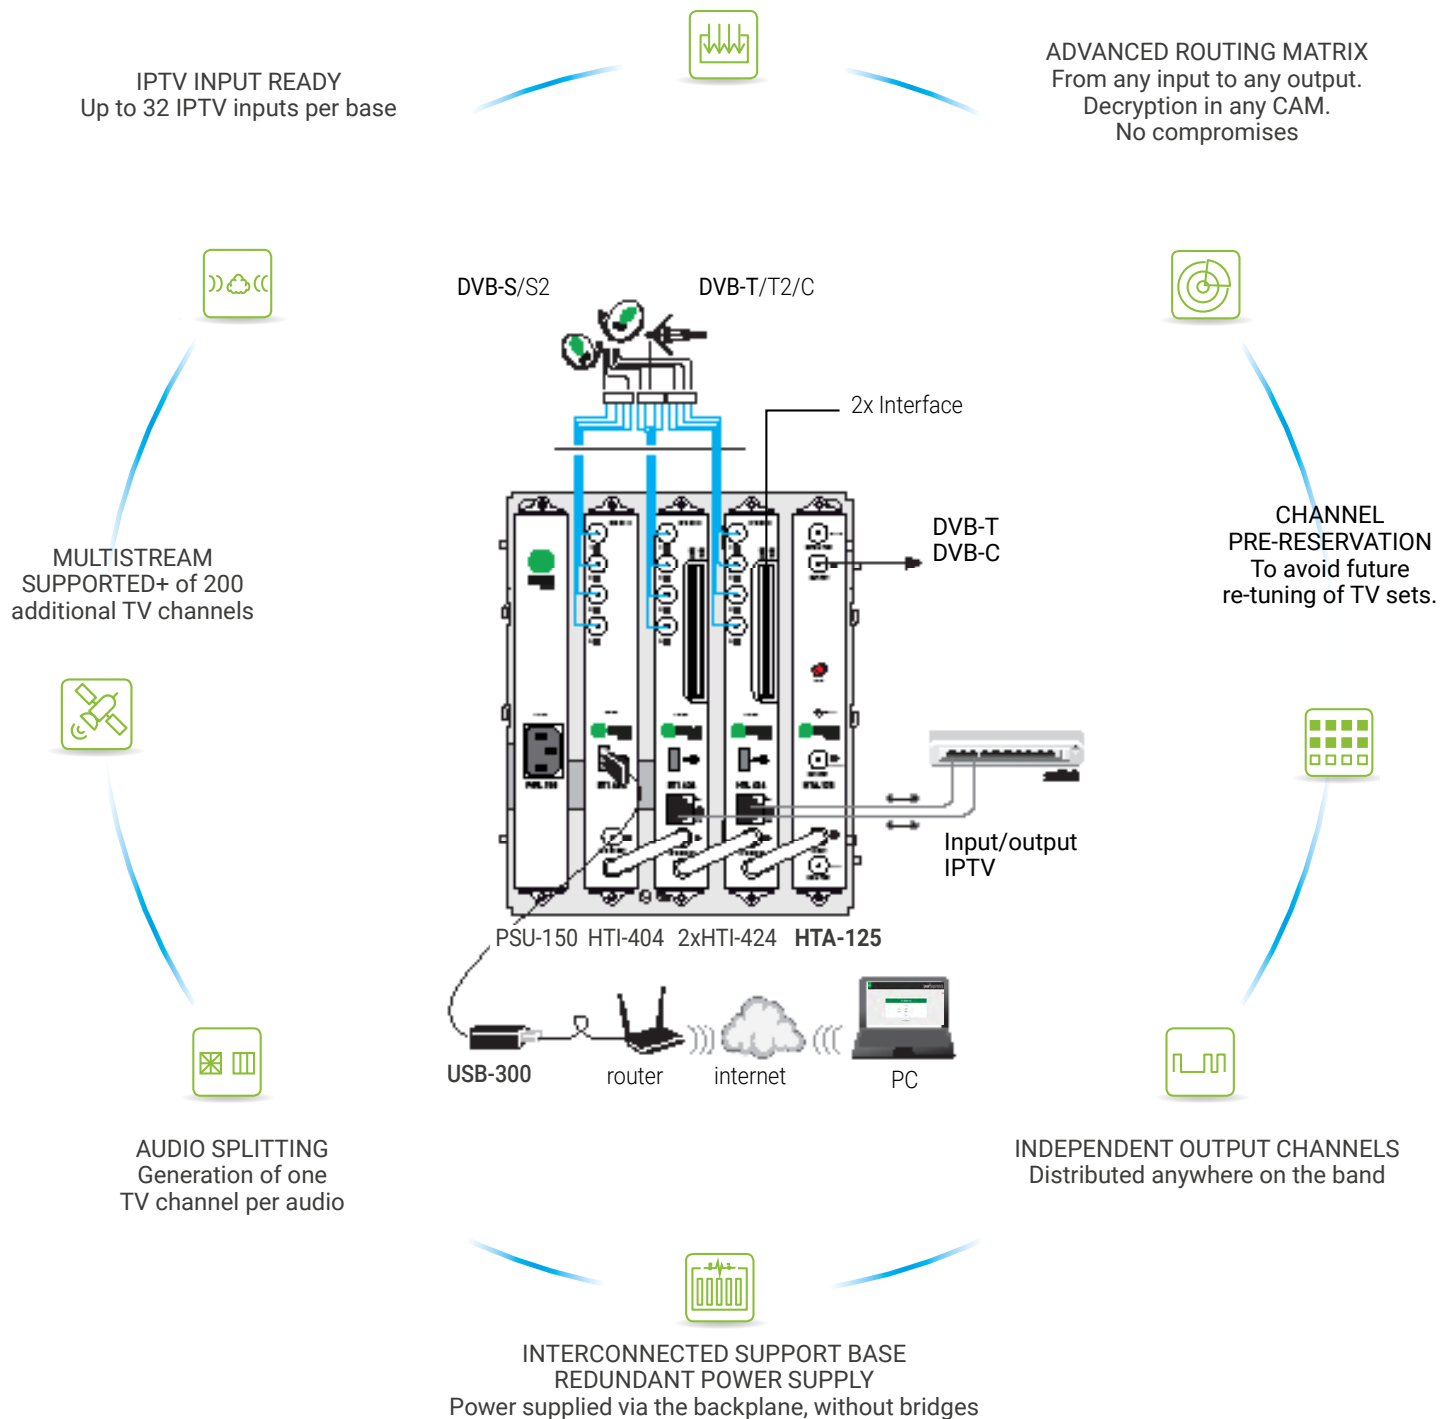 IPTV INPUT READY
Up to 32 IPTV inputs per base
ADVANCED ROUTING MATRIX
From any input to any output.
Decryption in any CAM.
No compromises
DVB-S/S2
DVB-T/T2/C
2x Interface
DVB-T
DVB-C
MULTISTREAM
SUPPORTED+ of 200
additional TV channels
CHANNEL
PRE-RESERVATION
To avoid future
re-tuning of TV sets.
Input/output
IPTV
PSU-150 HTI-404 2xHTI-424 HTA-125
USB-300
router
internet
PC
AUDIO SPLITTING
Generation of one
TV channel per audio
INDEPENDENT OUTPUT CHANNELS
Distributed anywhere on the band
INTERCONNECTED SUPPORT BASE
REDUNDANT POWER SUPPLY
Power supplied via the backplane, without bridges